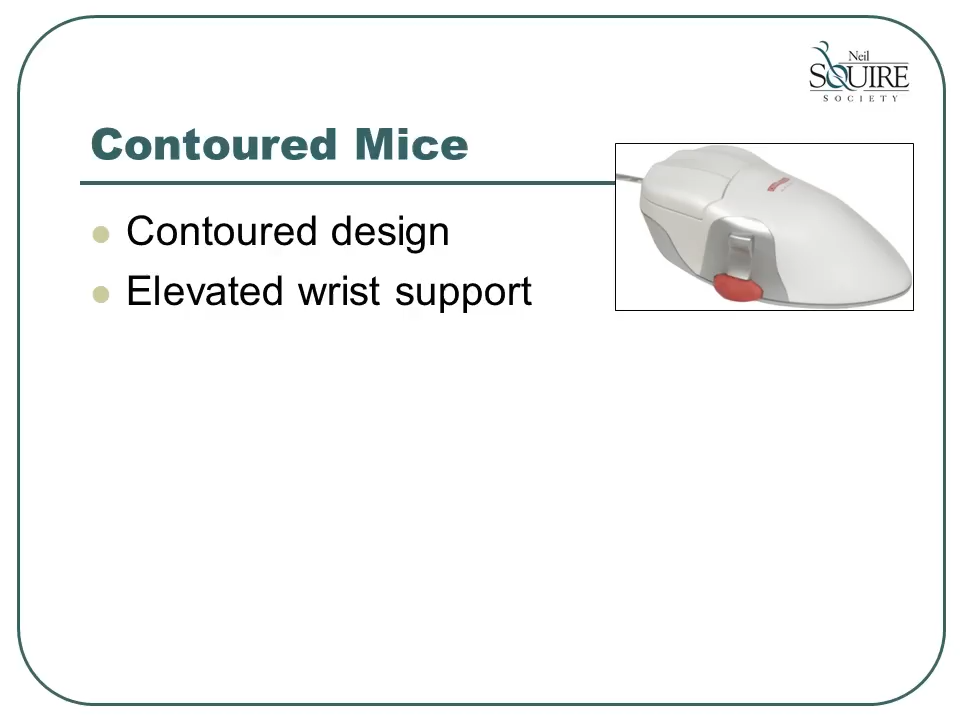 Neil
SQUIRE
SOCIETY
Contoured Mice
Contoured design
Elevated wrist support